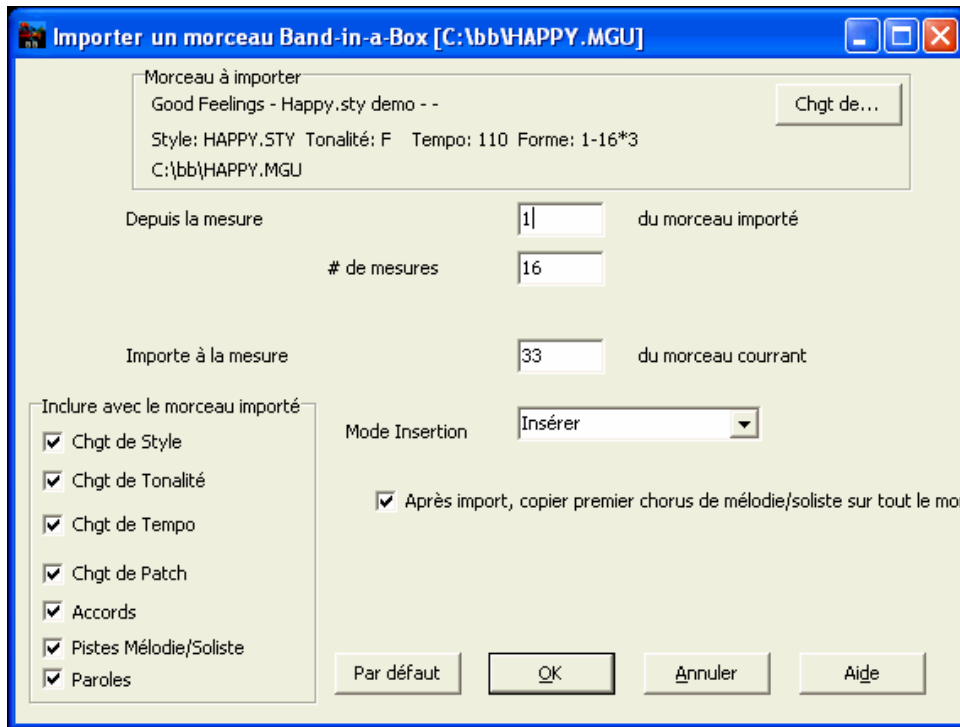 Importer un morceau Band-in-a-Box [C:\bb\HAPPY.MGU]
Morceau à importer
Good Feelings - Happy.sty demo - -
Chgt de...
Style: HAPPY.STY Tonalité: F Tempo: 110 Forme: 1-16*3
C:\bb\HAPPY.MGU
Depuis la mesure 1 du morceau importé
# de mesures 16
Importe à la mesure 33 du morceau courrant
Inclure avec le morceau importé
Mode Insertion Insérer
Chgt de Style
Chgt de Tonalité
Après import, copier premier chorus de mélodie/soliste sur tout le mo
Chgt de Tempo
Chgt de Patch
Accords
Pistes Mélodie/Soliste
Paroles
Par défaut OK Annuler Aide